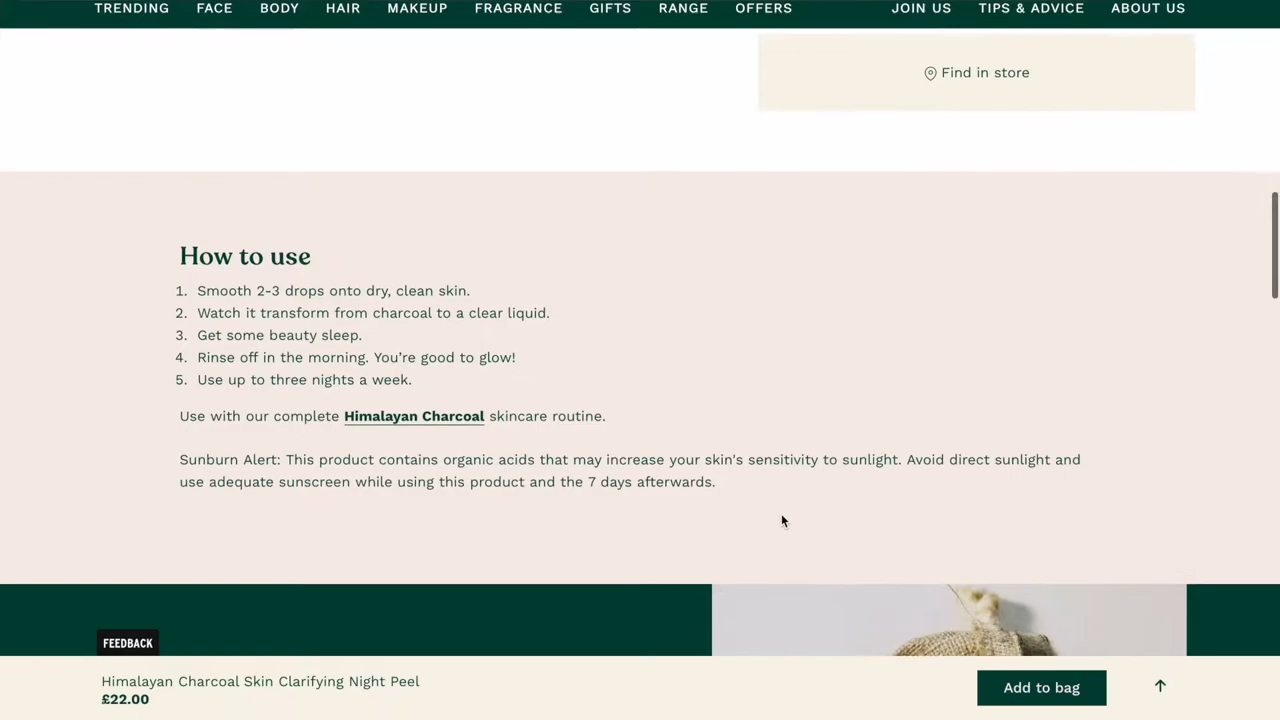 TRENDING FACE BODY HAIR MAKEUP FRAGRANCE GIFTS RANGE OFFERS JOIN US TIPS & ADVICE ABOUT US
Find in store
How to use
1. Smooth 2-3 drops onto dry, clean skin.
2. Watch it transform from charcoal to a clear liquid.
3. Get some beauty sleep.
4. Rinse off in the morning. You’re good to glow!
5. Use up to three nights a week.
Use with our complete Himalayan Charcoal skincare routine.
Sunburn Alert: This product contains organic acids that may increase your skin's sensitivity to sunlight. Avoid direct sunlight and
use adequate sunscreen while using this product and the 7 days afterwards.
FEEDBACK
Himalayan Charcoal Skin Clarifying Night Peel
£22.00
Add to bag